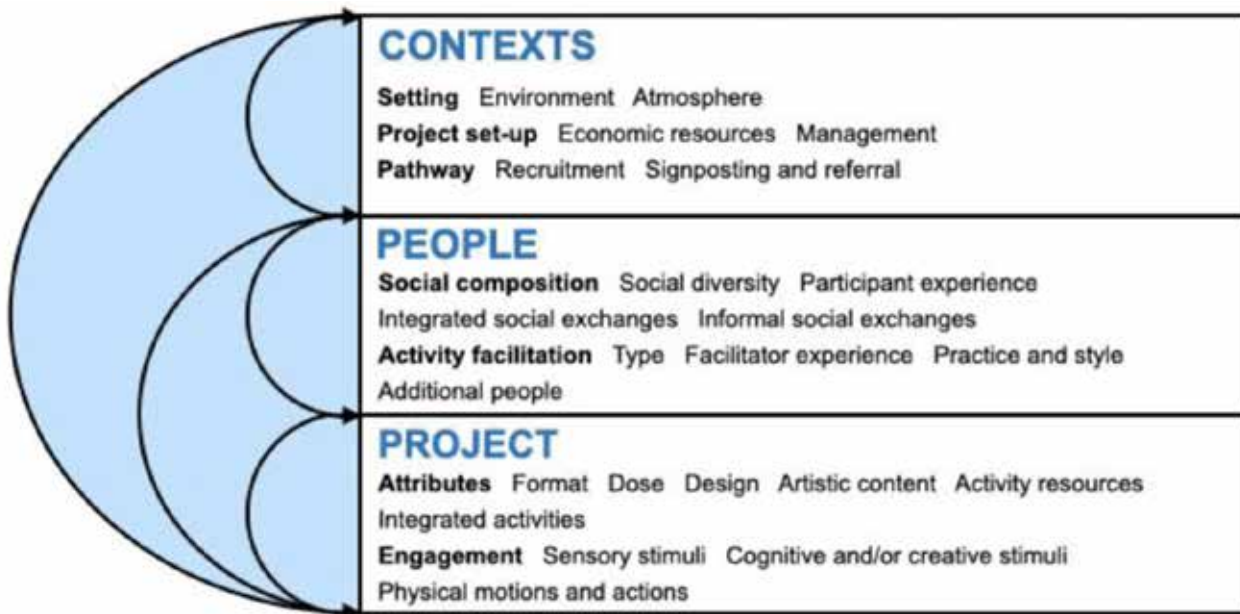 CONTEXTS
Setting Environment Atmosphere
Project set-up Economic resources Management
Pathway Recruitment Signposting and referral
PEOPLE
Social composition Social diversity Participant experience
Integrated social exchanges Informal social exchanges
Activity facilitation Type Facilitator experience Practice and style
Additional people
PROJECT
Attributes Format Dose Design Artistic content Activity resources
Integrated activities
Engagement Sensory stimuli Cognitive and/or creative stimuli
Physical motions and actions